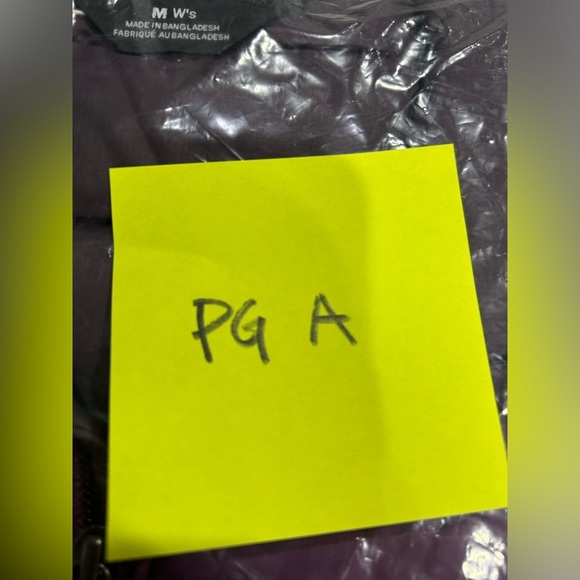 M W's
MADE IN BANGLADESH
FABRIQUÉ AU BANGLADESH
PG A